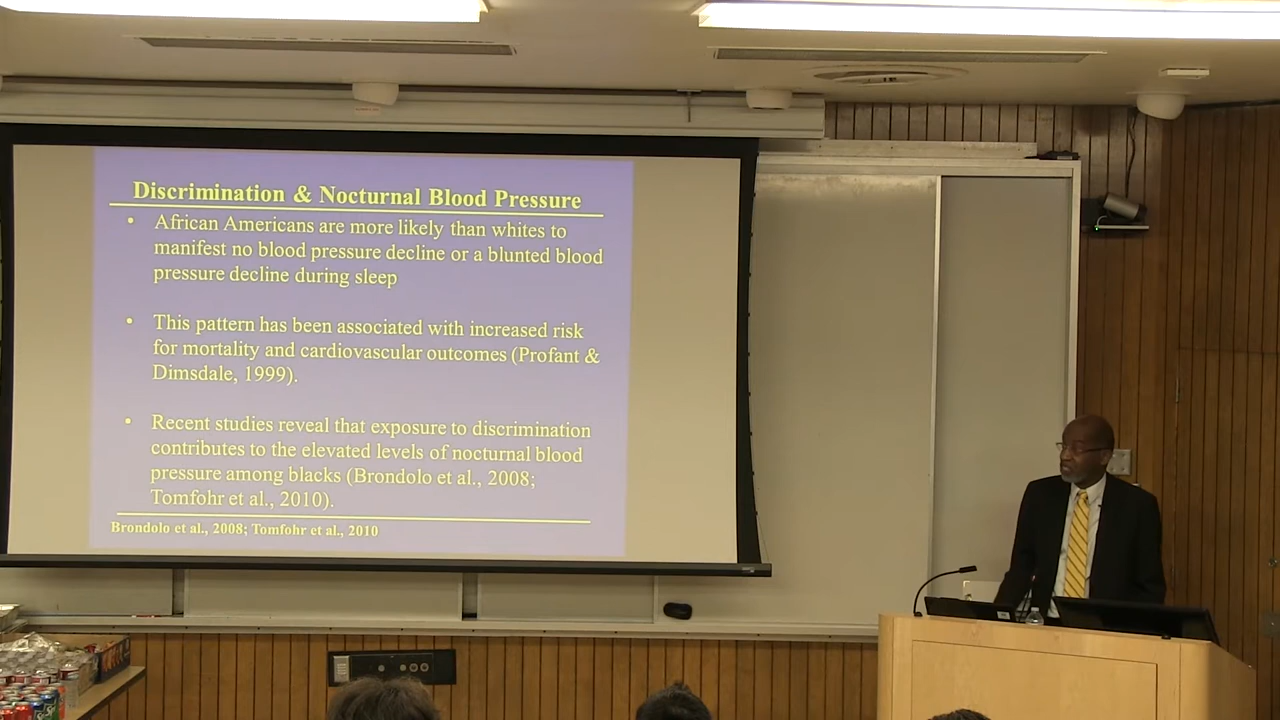 Discrimination & Nocturnal Blood Pressure
• African Americans are more likely than whites to
manifest no blood pressure decline or a blunted blood
pressure decline during sleep
• This pattern has been associated with increased risk
for mortality and cardiovascular outcomes (Profant &
Dimsdale, 1999).
• Recent studies reveal that exposure to discrimination
contributes to the elevated levels of nocturnal blood
pressure among blacks (Brondolo et al., 2008;
Tomfohr et al., 2010).
Brondolo et al., 2008; Tomfohr et al., 2010